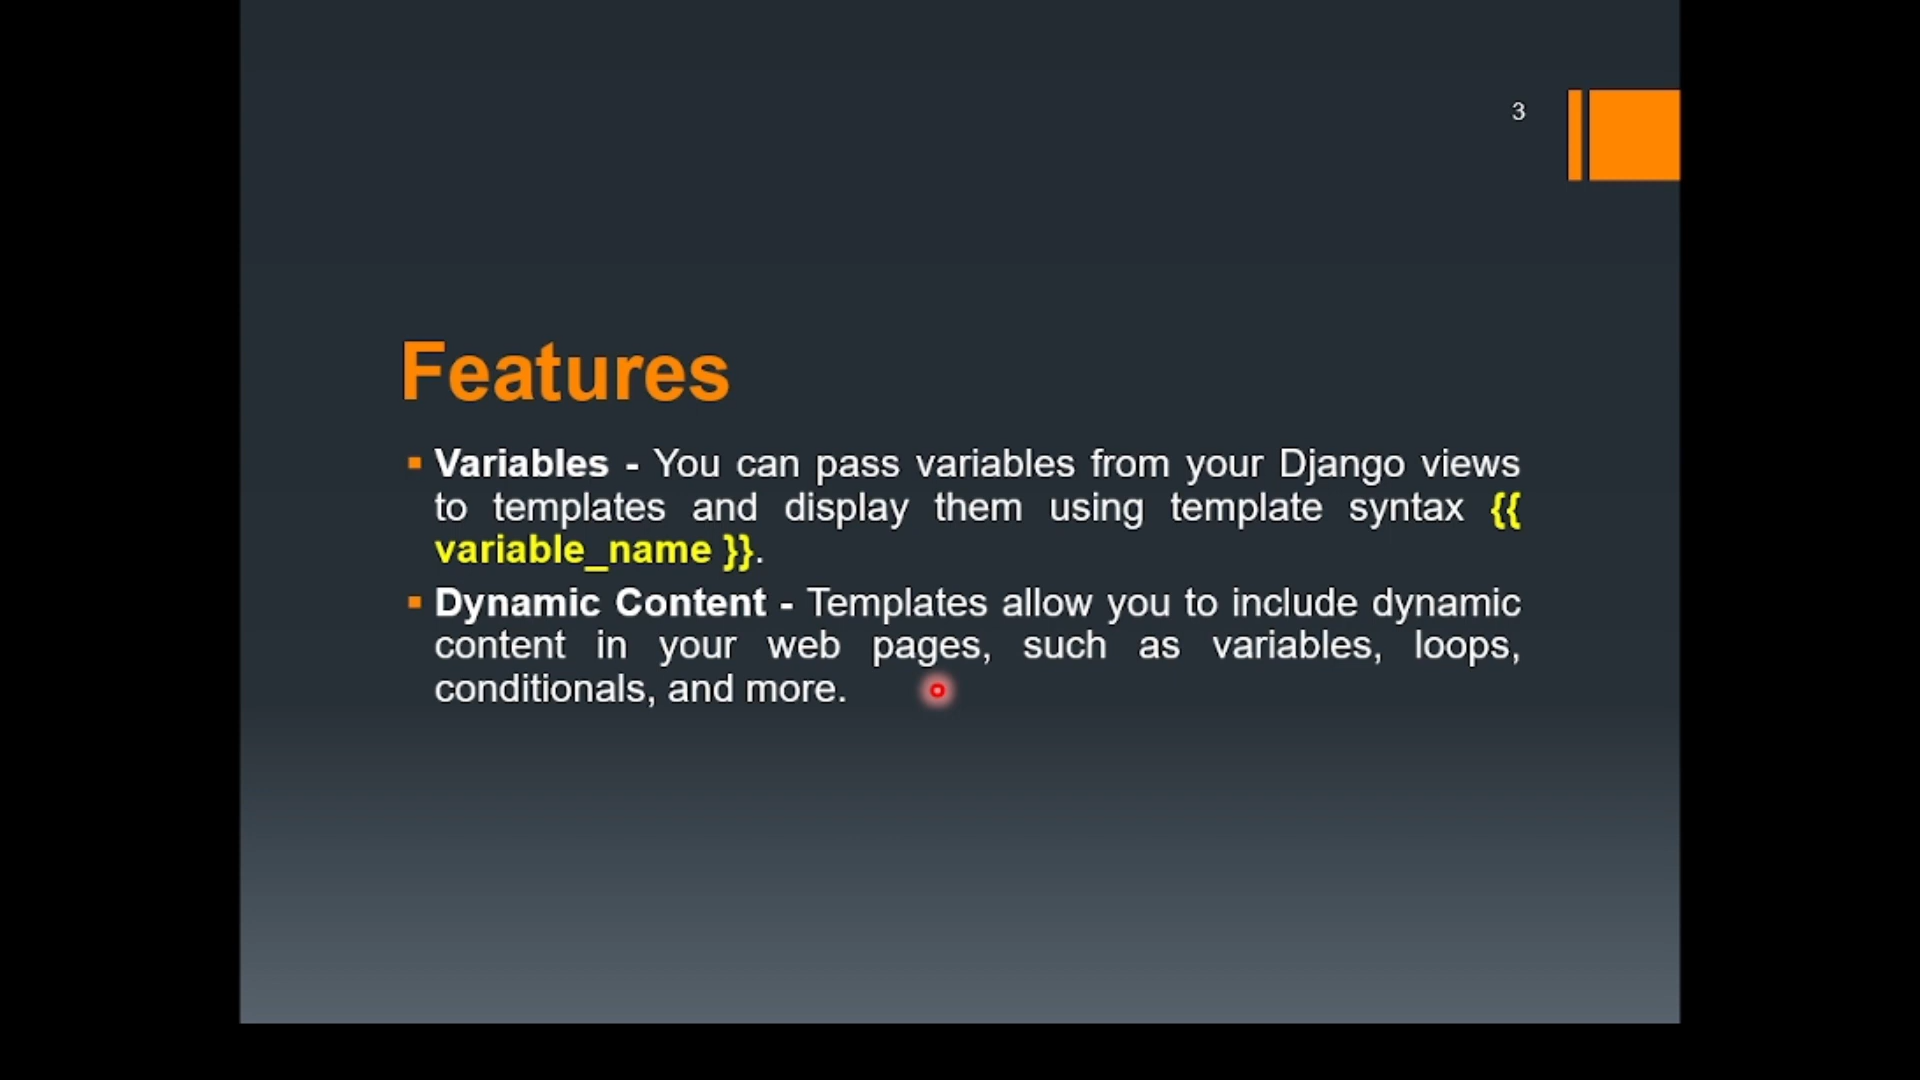 3
Features
▪ Variables - You can pass variables from your Django views
to templates and display them using template syntax {{
variable_name }}.
▪ Dynamic Content - Templates allow you to include dynamic
content in your web pages, such as variables, loops,
conditionals, and more.